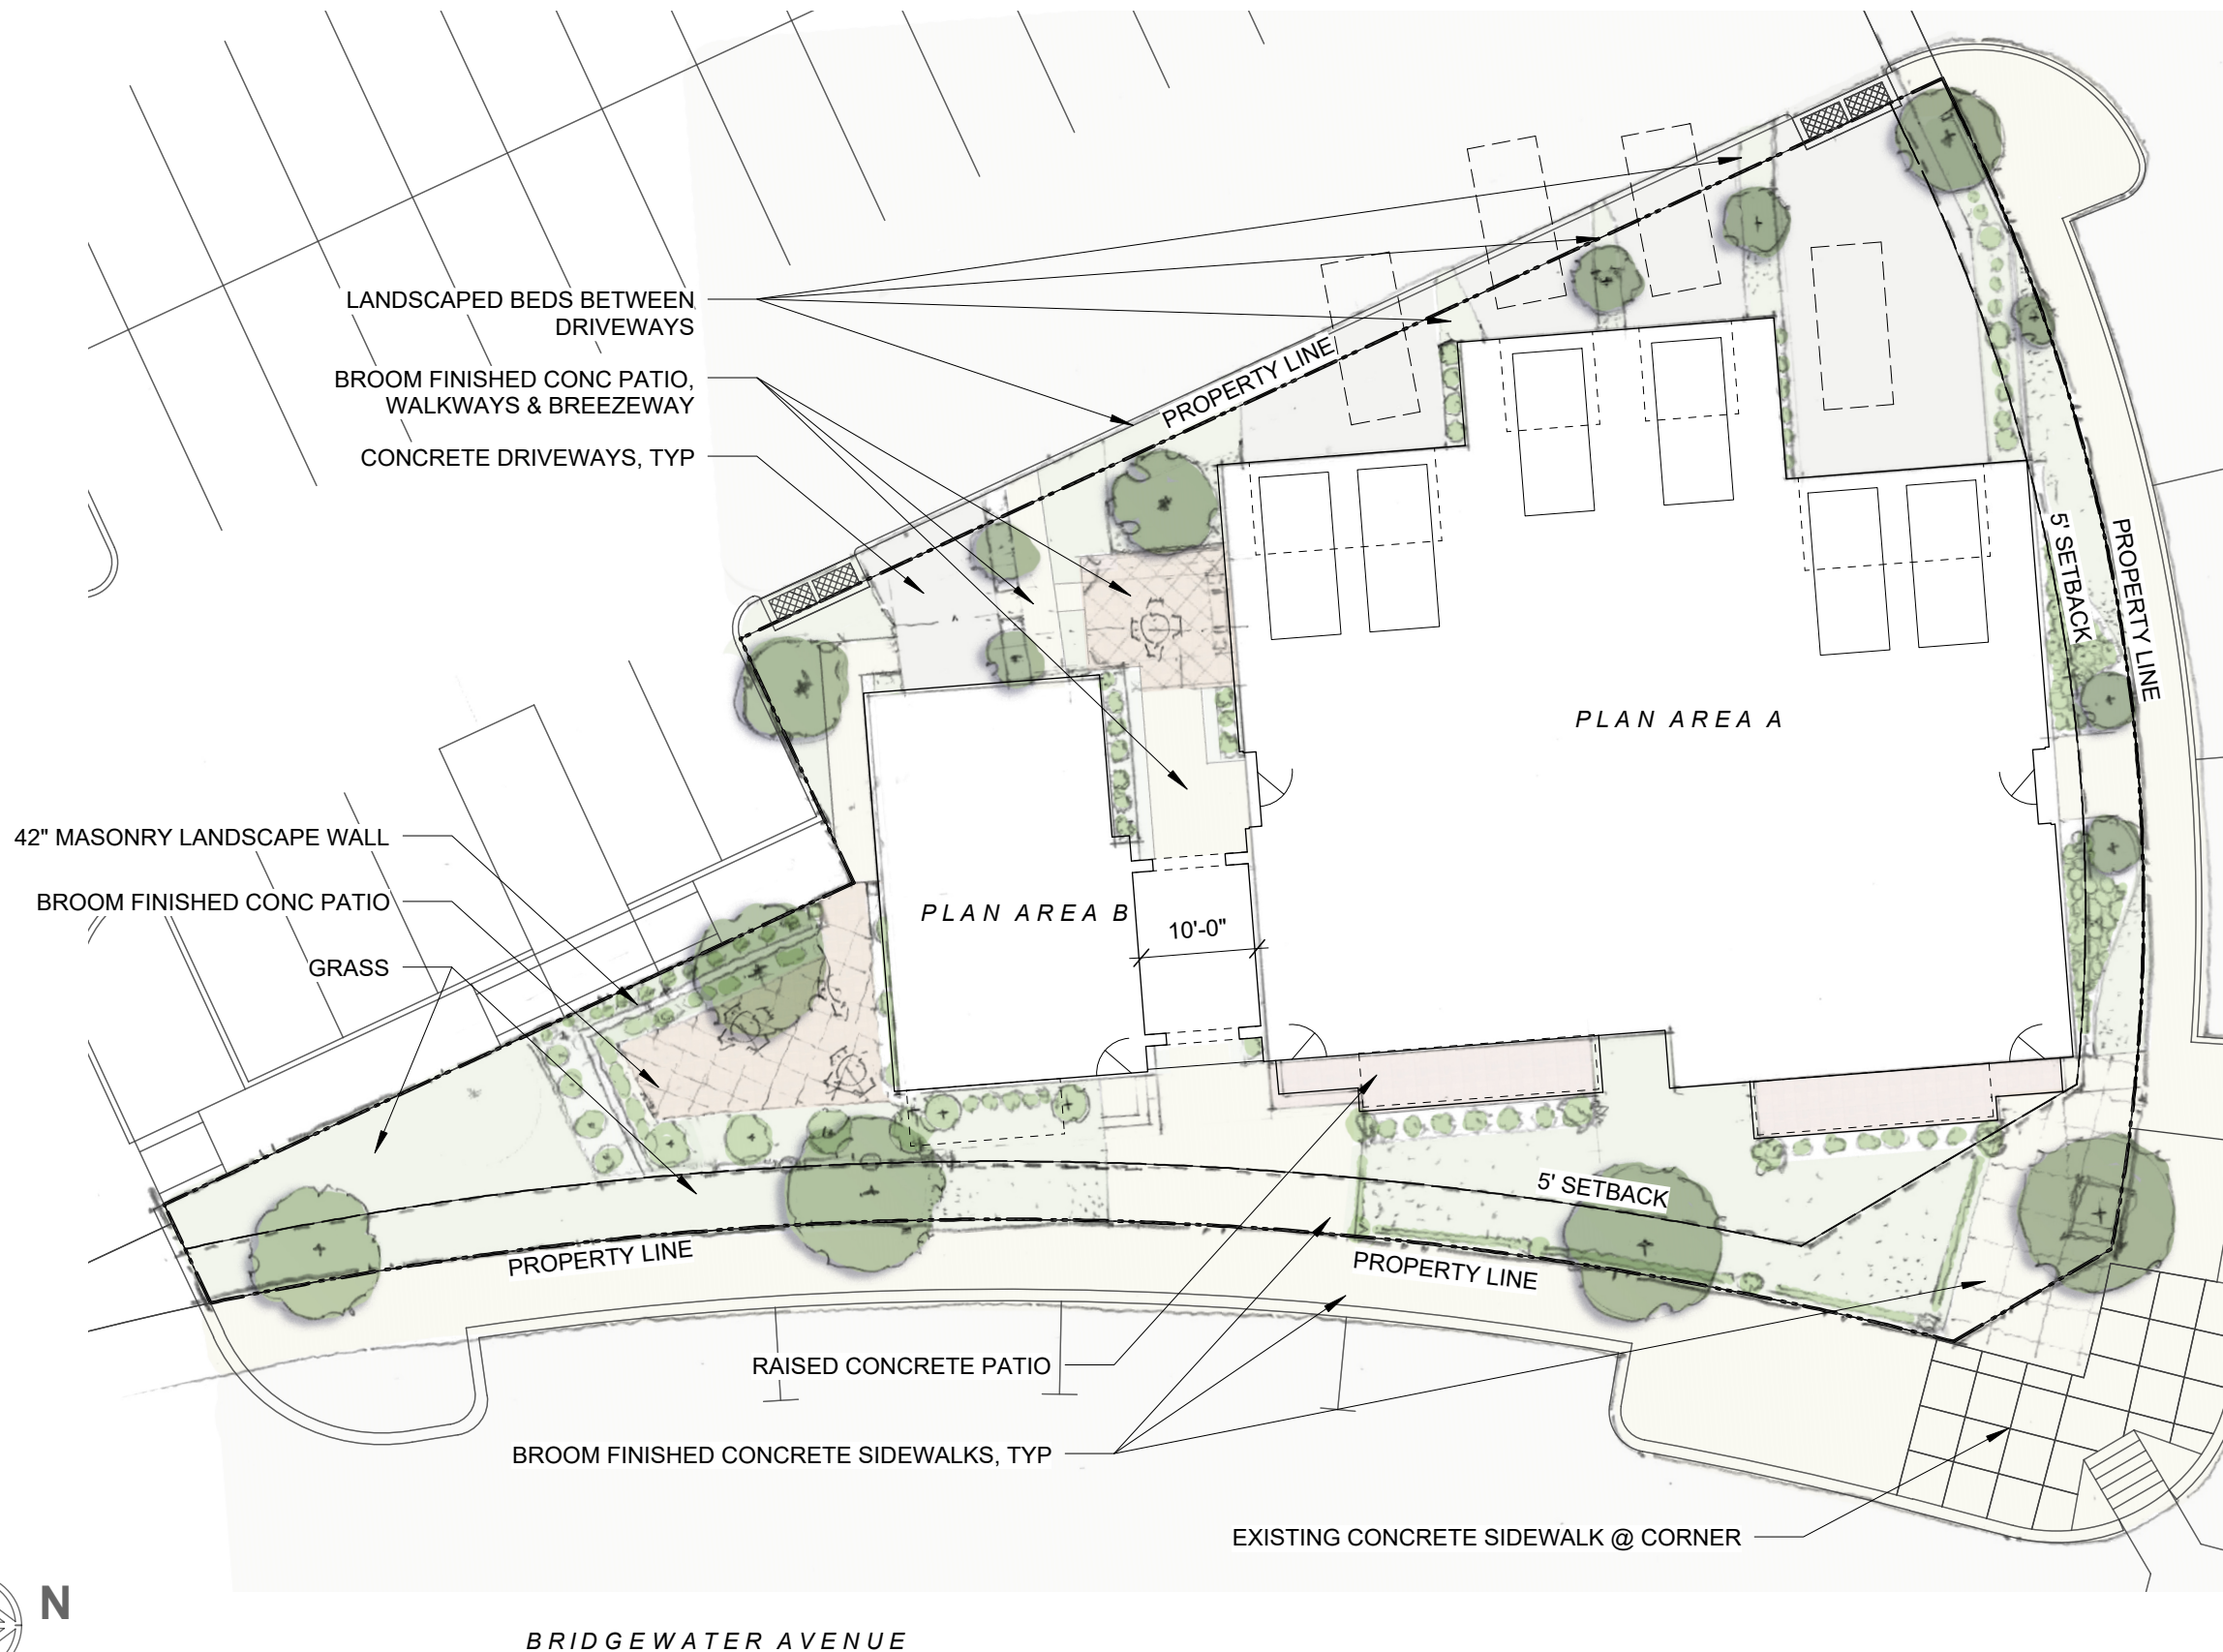 LANDSCAPED BEDS BETWEEN
DRIVEWAYS
PROPERTY LINE
BROOM FINISHED CONC PATIO,
WALKWAYS & BREEZEWAY
CONCRETE DRIVEWAYS, TYP
5' SETBACK
PROPERTY LINE
PLAN AREA A
42" MASONRY LANDSCAPE WALL
BROOM FINISHED CONC PATIO
PLAN AREA B
10'-0"
GRASS
5' SETBACK
PROPERTY LINE
PROPERTY LINE
RAISED CONCRETE PATIO
BROOM FINISHED CONCRETE SIDEWALKS, TYP
EXISTING CONCRETE SIDEWALK @ CORNER
N
BRIDGEWATER AVENUE